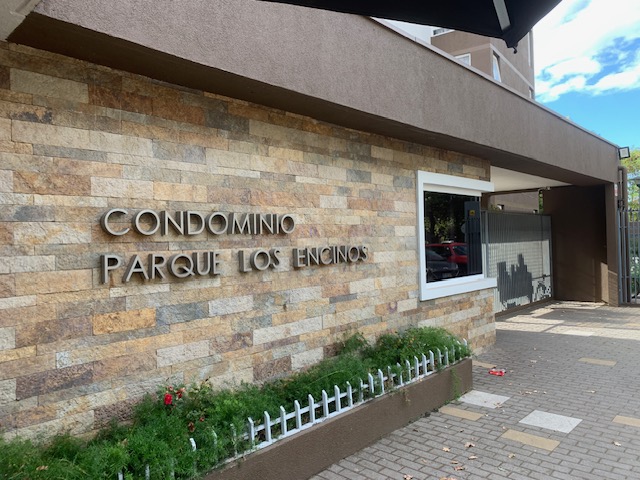 CONDOMINIO
PARQUE LOS ENCINOS